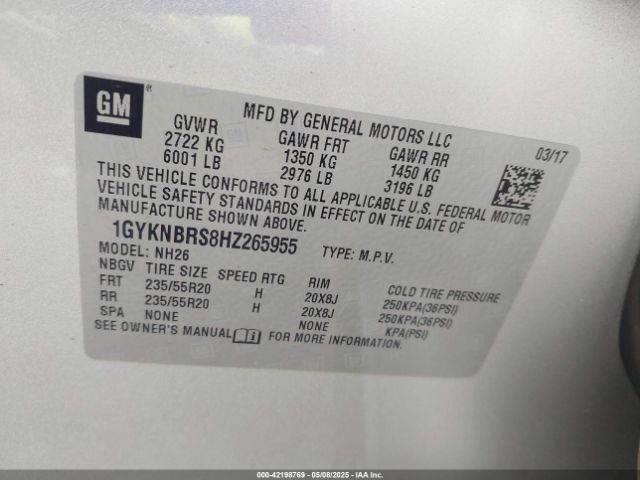 GM ®
MFD BY GENERAL MOTORS LLC
GVWR GAWR FRT GAWR RR 03/17
2722 KG 1350 KG 1450 KG
6001 LB 2976 LB 3196 LB
THIS VEHICLE CONFORMS TO ALL APPLICABLE U.S. FEDERAL MOTOR
VEHICLE SAFETY STANDARDS IN EFFECT ON THE DATE OF
MANUFACTURE SHOWN ABOVE.
1GYKNBRS8HZ265955 TYPE: M.P.V.
MODEL: NH26
NBGV TIRE SIZE SPEED RTG RIM COLD TIRE PRESSURE
FRT 235/55R20 H 20X8J 250KPA(36PSI)
RR 235/55R20 H 20X8J 250KPA(36PSI)
SPA NONE NONE KPA(PSI)
SEE OWNER'S MANUAL i FOR MORE INFORMATION.
000-42198769 - 05/08/2025 - IAAI, Inc.